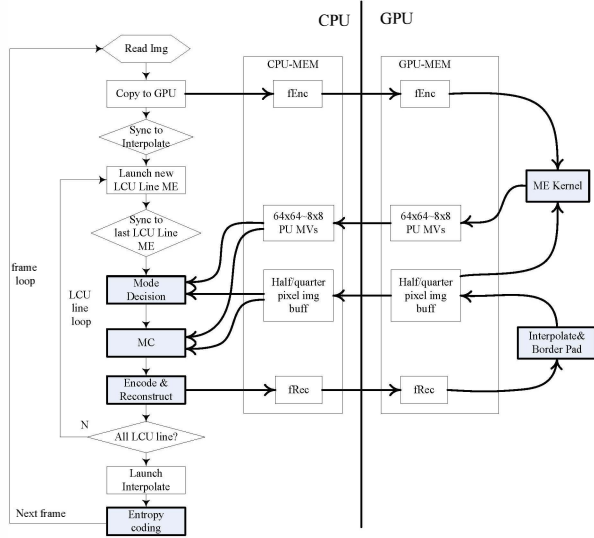 CPU
GPU
Read Img
CPU-MEM
GPU-MEM
Copy to GPU
fEnc
fEnc
Sync to
Interpolate
Launch new
LCU Line ME
ME Kernel
Sync to
last LCU Line
ME
64x64~8x8
PU MVs
64x64~8x8
PU MVs
frame
loop
LCU
line
loop
Mode
Decision
Half/quarter
pixel img
buff
Half/quarter
pixel img
buff
MC
Interpolate&
Border Pad
Encode &
Reconstruct
fRec
fRec
N
All LCU line?
Launch
Interpolate
Next frame
Entropy
coding